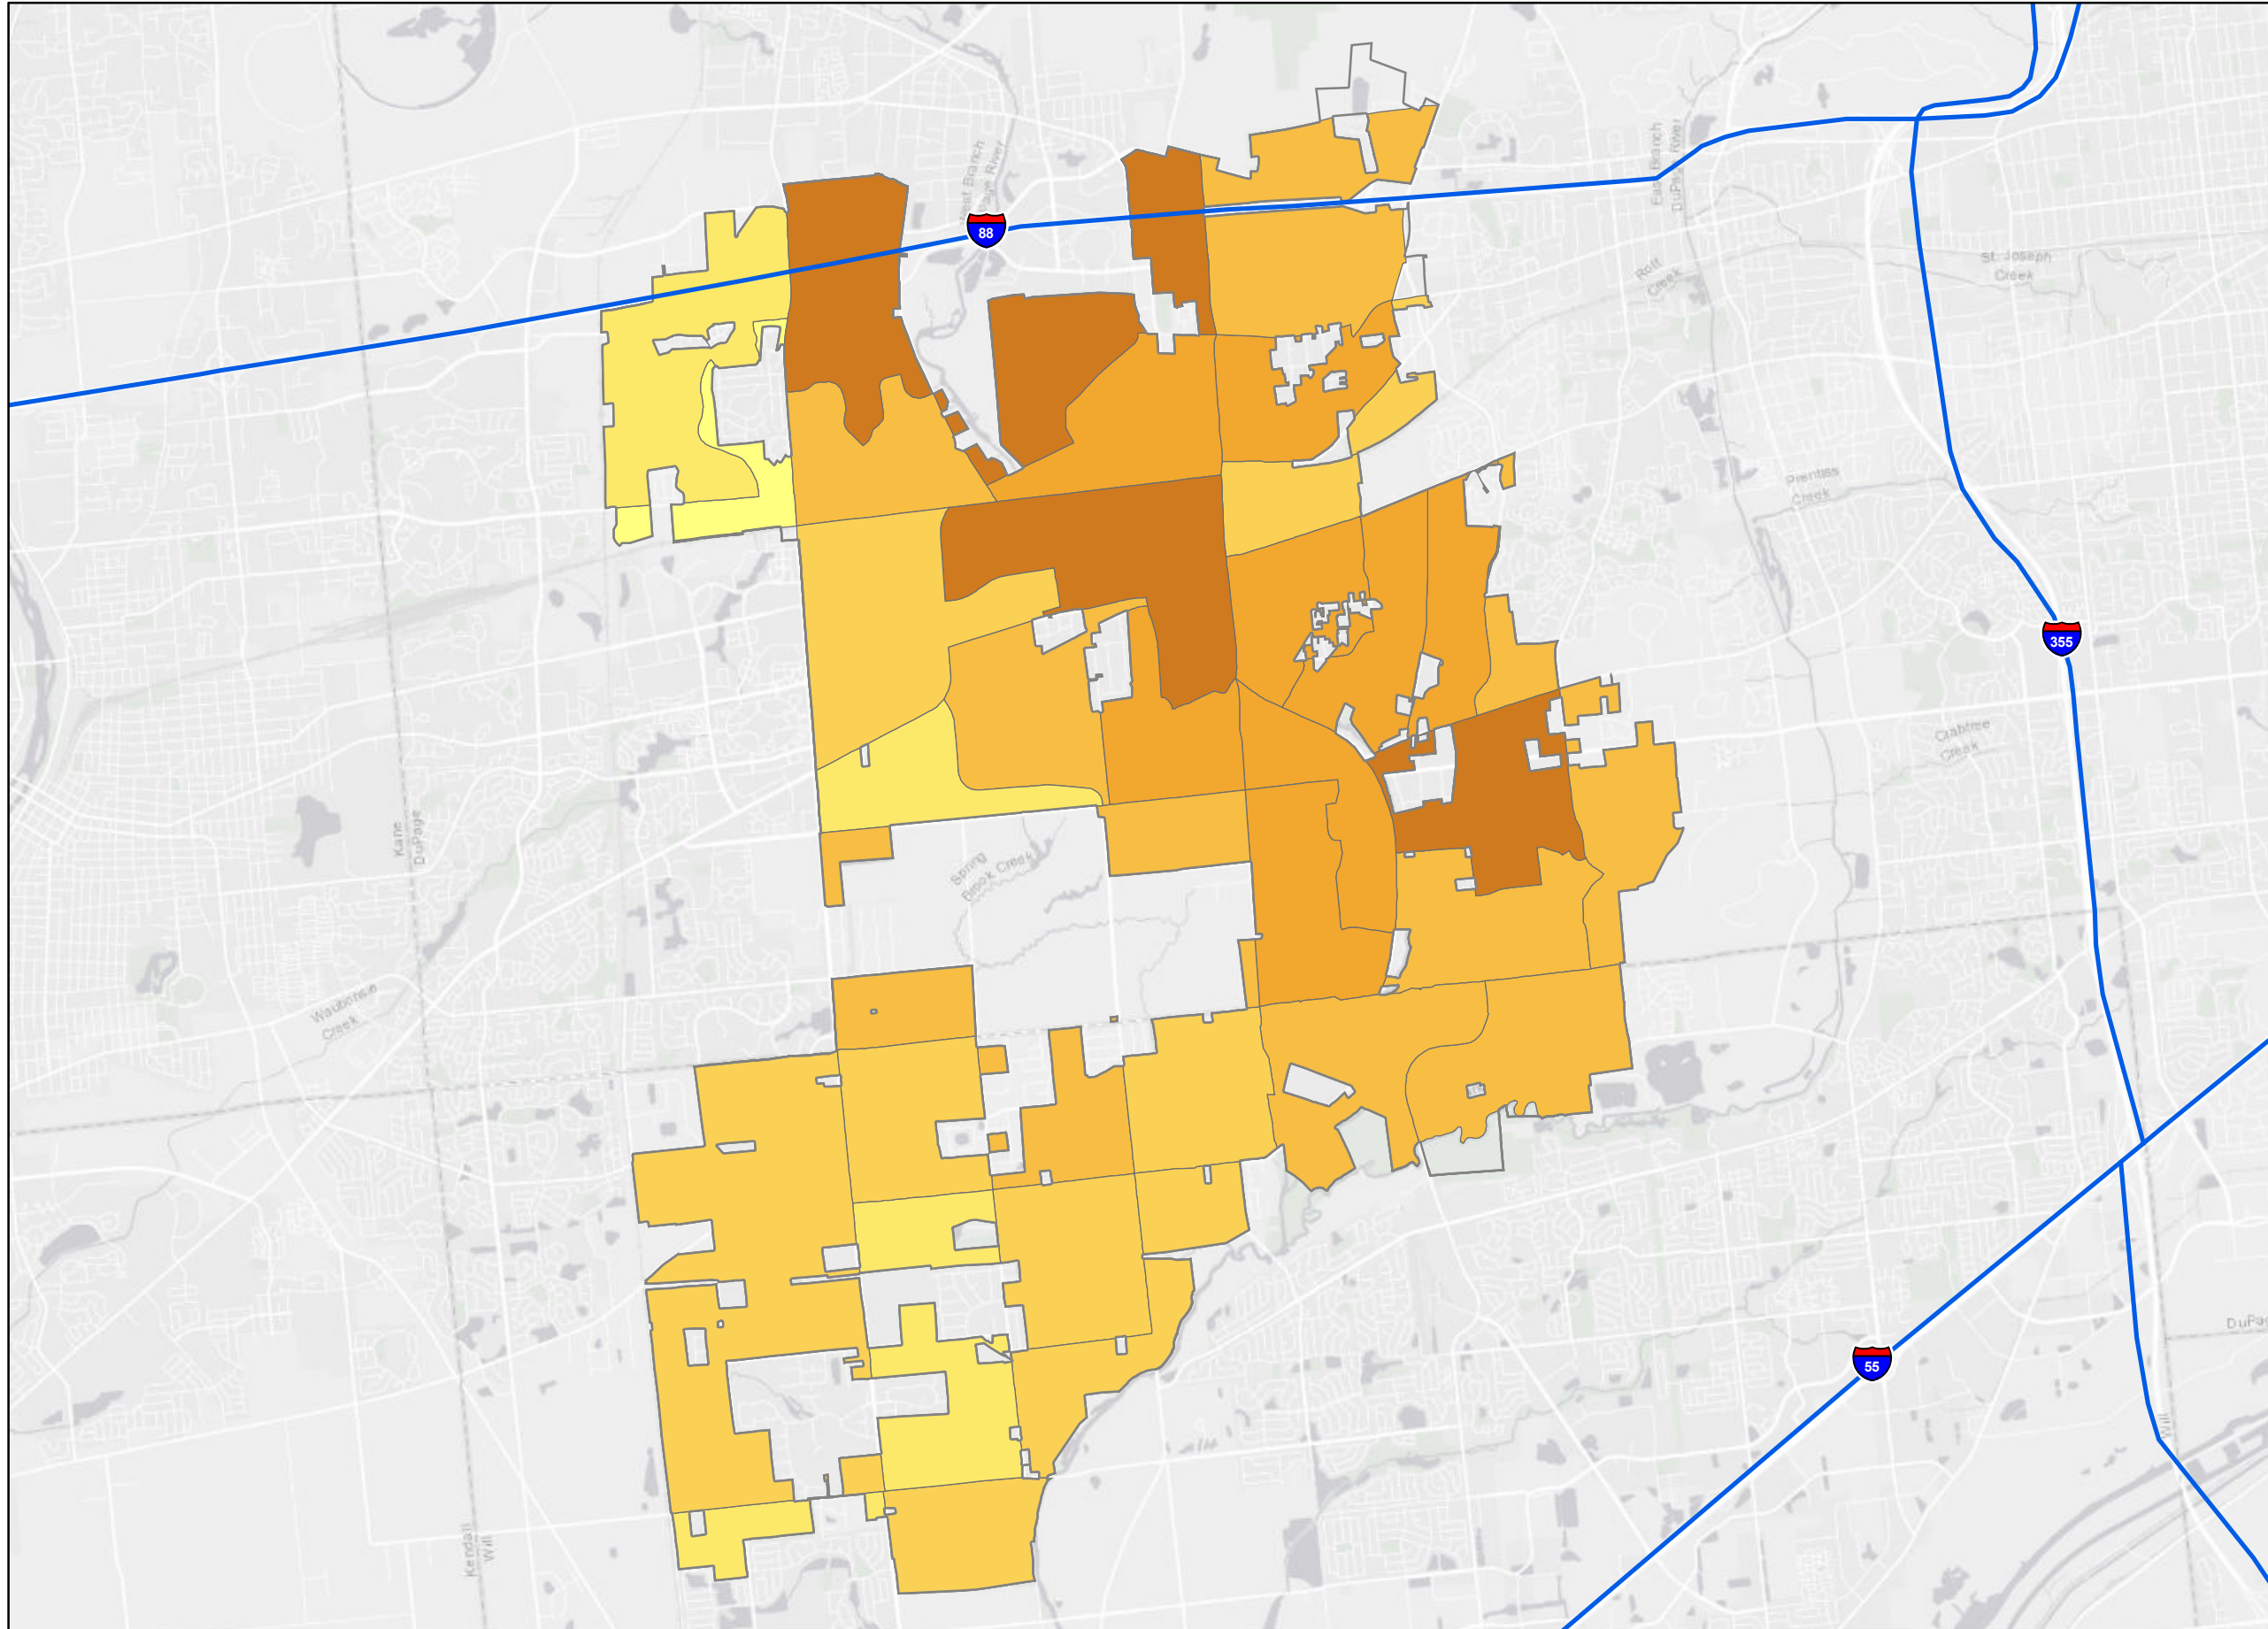 West Branch
DuPage River
88
East Branch
DuPage River
St. Joseph
Creek
Rott
Creek
Prentiss
Creek
355
Crabtree
Creek
Kane
DuPage
Spring
Brook Creek
Waubonsie
Creek
55
Kendall
Will
Will